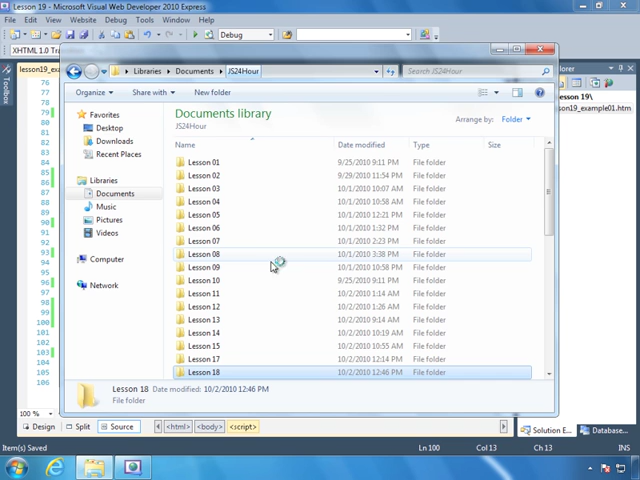 Lesson 19 - Microsoft Visual Web Developer 2010 Express
File Edit View Website Debug Tools Window Help
Debug
XHTML 1.0 Tran
Libraries Documents JS24Hour
Search JS24Hour
Organize Share with New folder
Documents library
JS24Hour
Arrange by: Folder
Name Date modified Type Size
Favorites
Desktop
Downloads
Recent Places
Libraries
Documents
Music
Pictures
Videos
Computer
Network
Lesson 01 9/25/2010 9:11 PM File folder
Lesson 02 9/29/2010 11:54 PM File folder
Lesson 03 10/1/2010 10:07 AM File folder
Lesson 04 10/1/2010 10:58 AM File folder
Lesson 05 10/1/2010 12:21 PM File folder
Lesson 06 10/1/2010 1:32 PM File folder
Lesson 07 10/1/2010 2:23 PM File folder
Lesson 08 10/1/2010 3:38 PM File folder
Lesson 09 10/1/2010 10:58 PM File folder
Lesson 10 9/25/2010 9:11 PM File folder
Lesson 11 10/2/2010 1:14 AM File folder
Lesson 12 10/2/2010 1:26 AM File folder
Lesson 13 10/2/2010 9:14 AM File folder
Lesson 14 10/2/2010 10:19 AM File folder
Lesson 15 10/2/2010 10:55 AM File folder
Lesson 17 10/2/2010 12:14 PM File folder
Lesson 18 10/2/2010 12:46 PM File folder
Lesson 18 Date modified: 10/2/2010 12:46 PM
File folder
Toolbox
lesson19_exa
76
77
78
79
80
81
82
83
84
85
86
87
88
89
90
91
92
93
94
95
96
97
98
99
100
101
102
103
104
105
106
100 %
Design Split Source <html> <body> <script>
plorer
esson 19\
sson19_example01.htm
Solution E... Database...
Item(s) Saved Ln 100 Col 13 Ch 13 INS